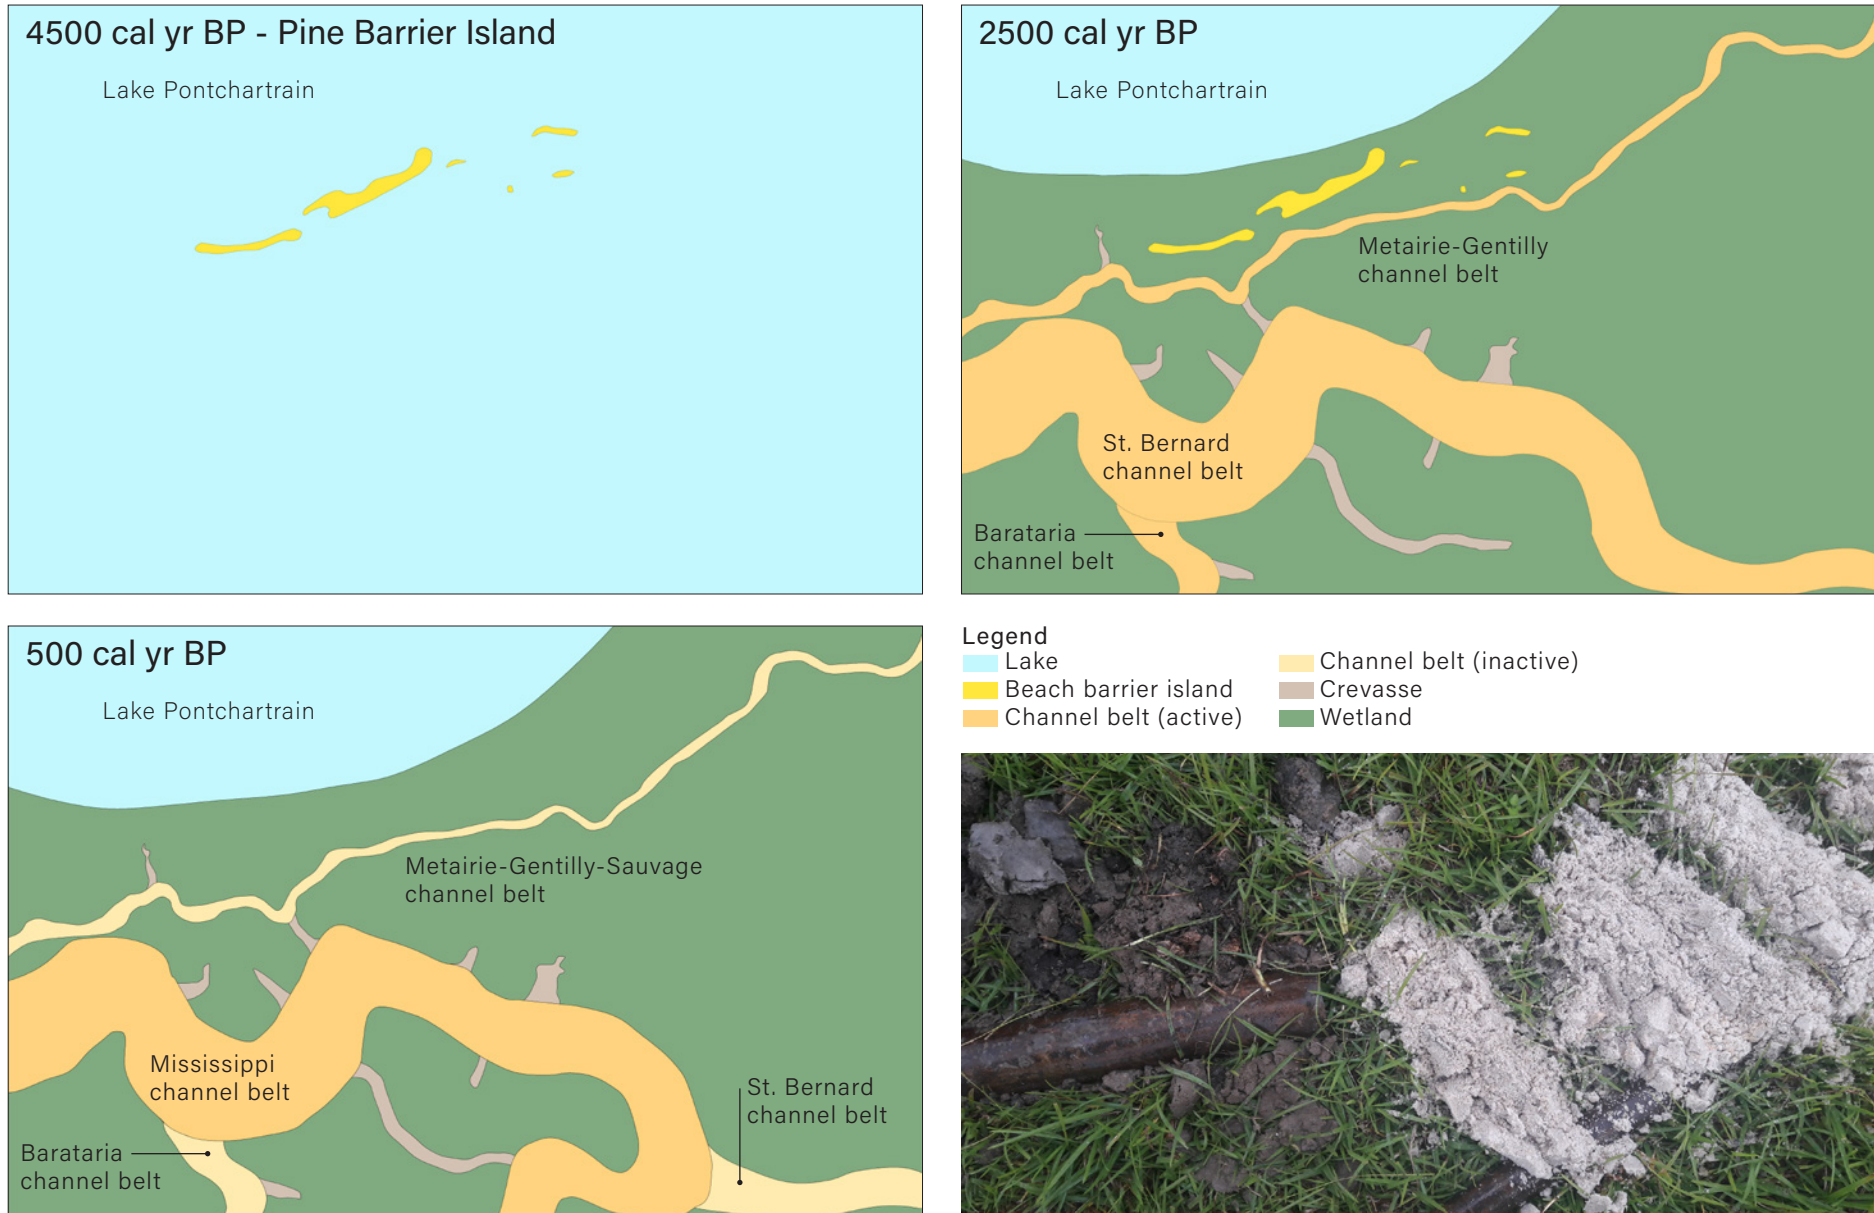 4500 cal yr BP - Pine Barrier Island
Lake Pontchartrain
2500 cal yr BP
Lake Pontchartrain
Metairie-Gentilly
channel belt
St. Bernard
channel belt
Barataria
channel belt
500 cal yr BP
Lake Pontchartrain
Metairie-Gentilly-Sauvage
channel belt
Mississippi
channel belt
St. Bernard
channel belt
Barataria
channel belt
Legend
Lake
Beach barrier island
Channel belt (active)
Channel belt (inactive)
Crevasse
Wetland